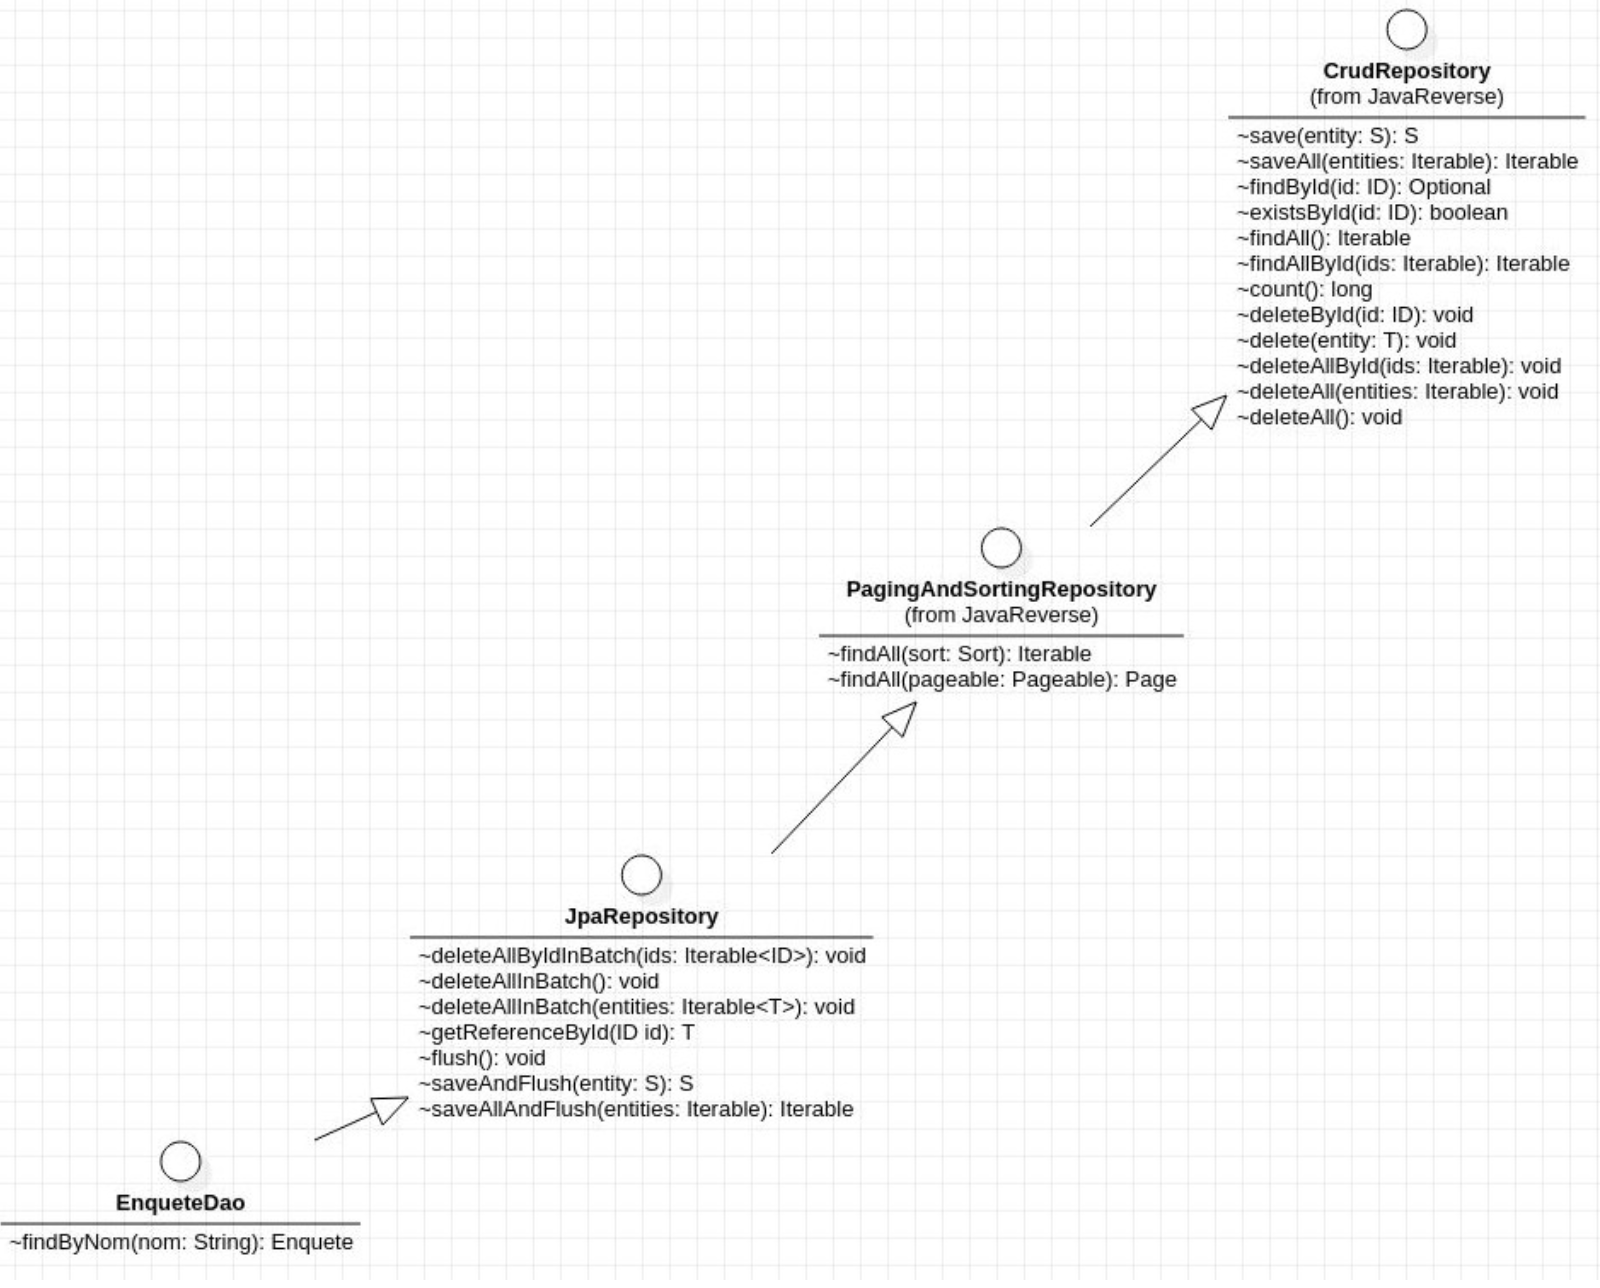 CrudRepository
(from JavaReverse)
~save(entity: S): S
~saveAll(entities: Iterable): Iterable
~findById(id: ID): Optional
~existsById(id: ID): boolean
~findAll(): Iterable
~findAllById(ids: Iterable): Iterable
~count(): long
~deleteById(id: ID): void
~delete(entity: T): void
~deleteAllById(ids: Iterable): void
~deleteAll(entities: Iterable): void
~deleteAll(): void
PagingAndSortingRepository
(from JavaReverse)
~findAll(sort: Sort): Iterable
~findAll(pageable: Pageable): Page
JpaRepository
~deleteAllByIdInBatch(ids: Iterable<ID>): void
~deleteAllInBatch(): void
~deleteAllInBatch(entities: Iterable<T>): void
~getReferenceById(ID id): T
~flush(): void
~saveAndFlush(entity: S): S
~saveAllAndFlush(entities: Iterable): Iterable
EnqueteDao
~findByNom(nom: String): Enquete